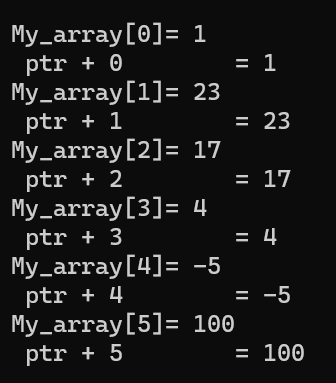 My_array[0]= 1
 ptr + 0        = 1
My_array[1]= 23
 ptr + 1        = 23
My_array[2]= 17
 ptr + 2        = 17
My_array[3]= 4
 ptr + 3        = 4
My_array[4]= -5
 ptr + 4        = -5
My_array[5]= 100
 ptr + 5        = 100